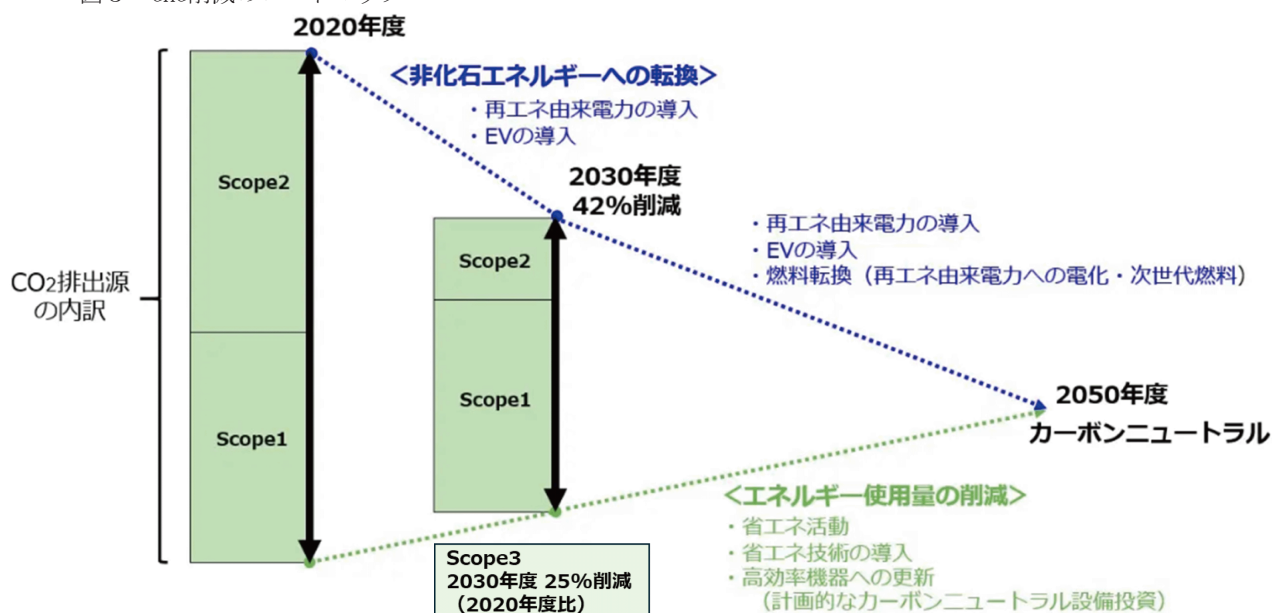 2020年度
<非化石エネルギーへの転換>
・再エネ由来電力の導入
・EVの導入
Scope2
2030年度
42%削減
・再エネ由来電力の導入
・EVの導入
・燃料転換（再エネ由来電力への電化・次世代燃料）
Scope2
CO2排出源
の内訳
Scope1
Scope1
2050年度
カーボンニュートラル
<エネルギー使用量の削減>
・省エネ活動
・省エネ技術の導入
・高効率機器への更新
（計画的なカーボンニュートラル設備投資）
Scope3
2030年度 25%削減
（2020年度比）